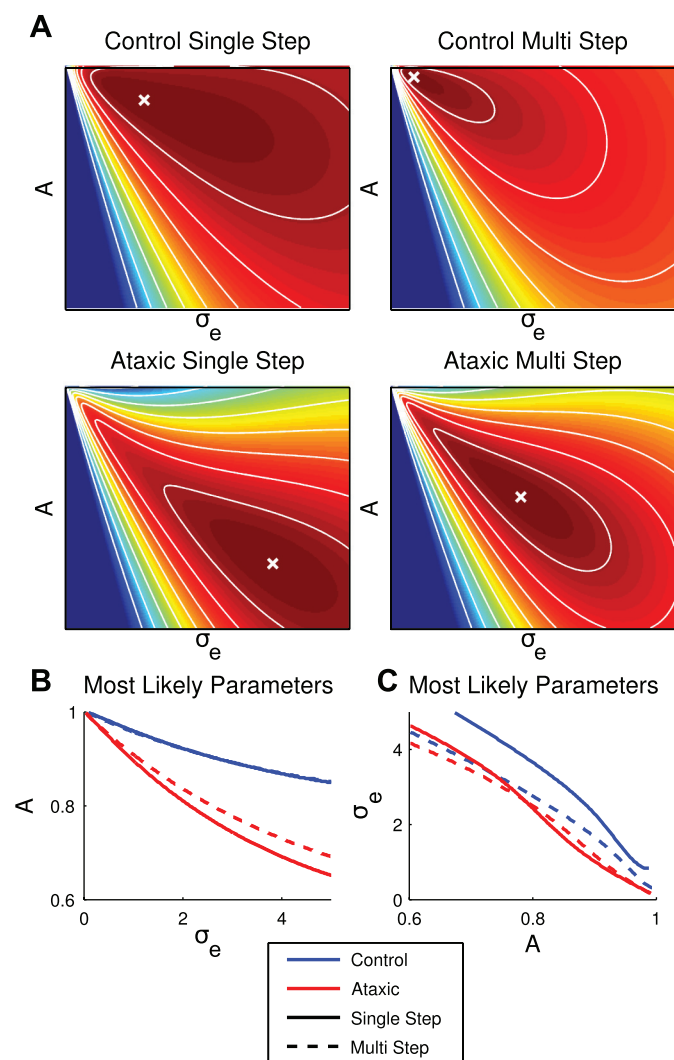 A
Control Single Step
Control Multi Step
A
A
σe
σe
Ataxic Single Step
Ataxic Multi Step
A
A
σe
σe
B
Most Likely Parameters
C
Most Likely Parameters
1
0.8
0.6
A
0
2
4
σe
4
2
0
σe
0.6
0.8
1
A
Control
Ataxic
Single Step
Multi Step